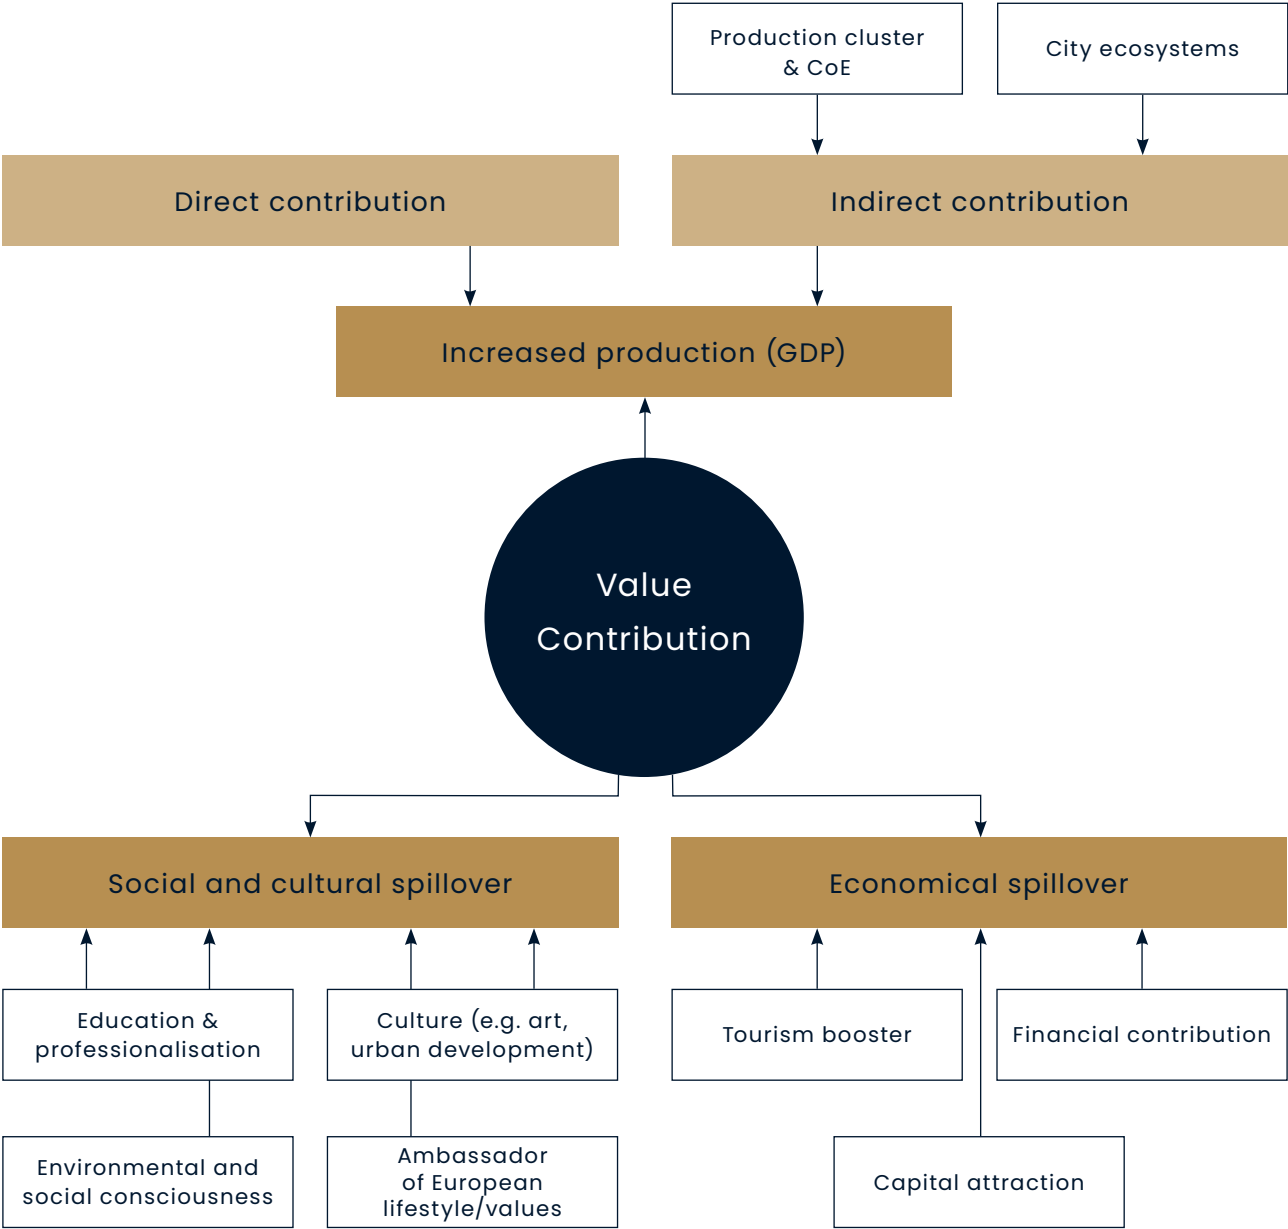 Production cluster
& CoE
City ecosystems
Direct contribution
Indirect contribution
Increased production (GDP)
Value
Contribution
Social and cultural spillover
Economical spillover
Education &
professionalisation
Culture (e.g. art,
urban development)
Tourism booster
Financial contribution
Environmental and
social consciousness
Ambassador
of European
lifestyle/values
Capital attraction